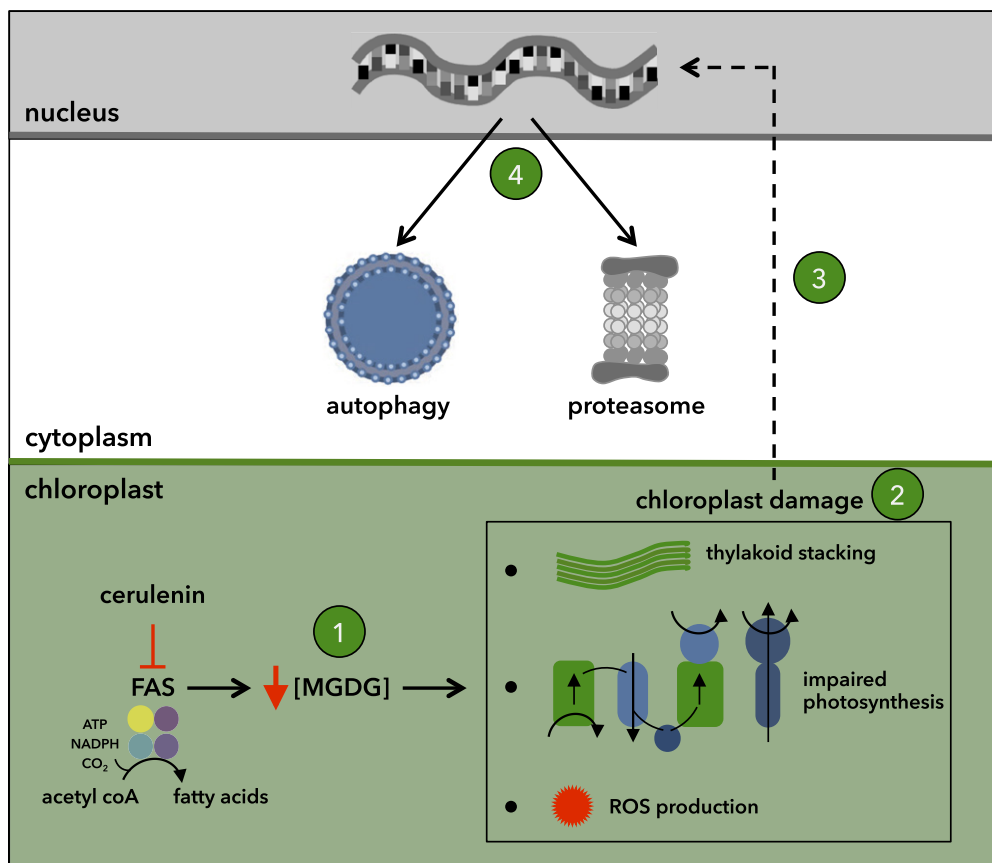 nucleus
4
3
autophagy
proteasome
cytoplasm
chloroplast
chloroplast damage
2
thylakoid stacking
cerulenin
1
FAS
[MGDG]
impaired
photosynthesis
ATP
NADPH
CO₂
acetyl coA
fatty acids
ROS production